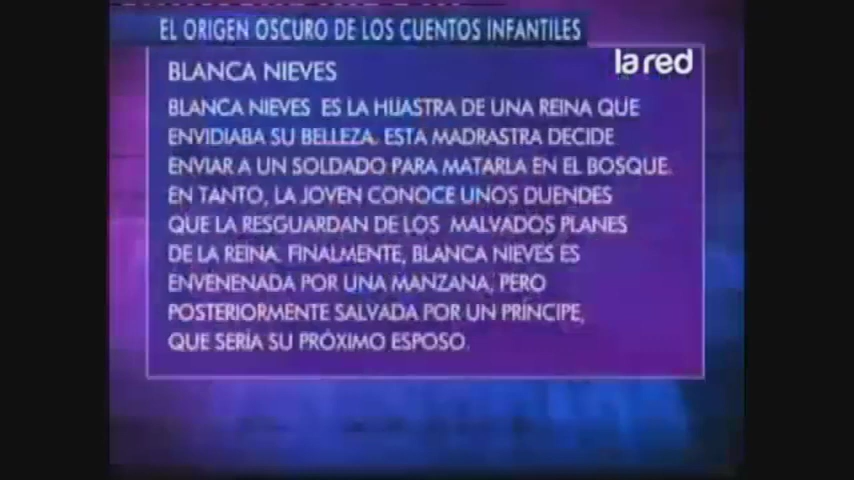 EL ORIGEN OSCURO DE LOS CUENTOS INFANTILES
la red
BLANCA NIEVES
BLANCA NIEVES ES LA HIJASTRA DE UNA REINA QUE
ENVIDIABA SU BELLEZA. ESTA MADRASTRA DECIDE
ENVIAR A UN SOLDADO PARA MATARLA EN EL BOSQUE.
EN TANTO, LA JOVEN CONOCE UNOS DUENDES
QUE LA RESGUARDAN DE LOS MALVADOS PLANES
DE LA REINA. FINALMENTE, BLANCA NIEVES ES
ENVENENADA POR UNA MANZANA, PERO
POSTERIORMENTE SALVADA POR UN PRÍNCIPE,
QUE SERÍA SU PRÓXIMO ESPOSO.